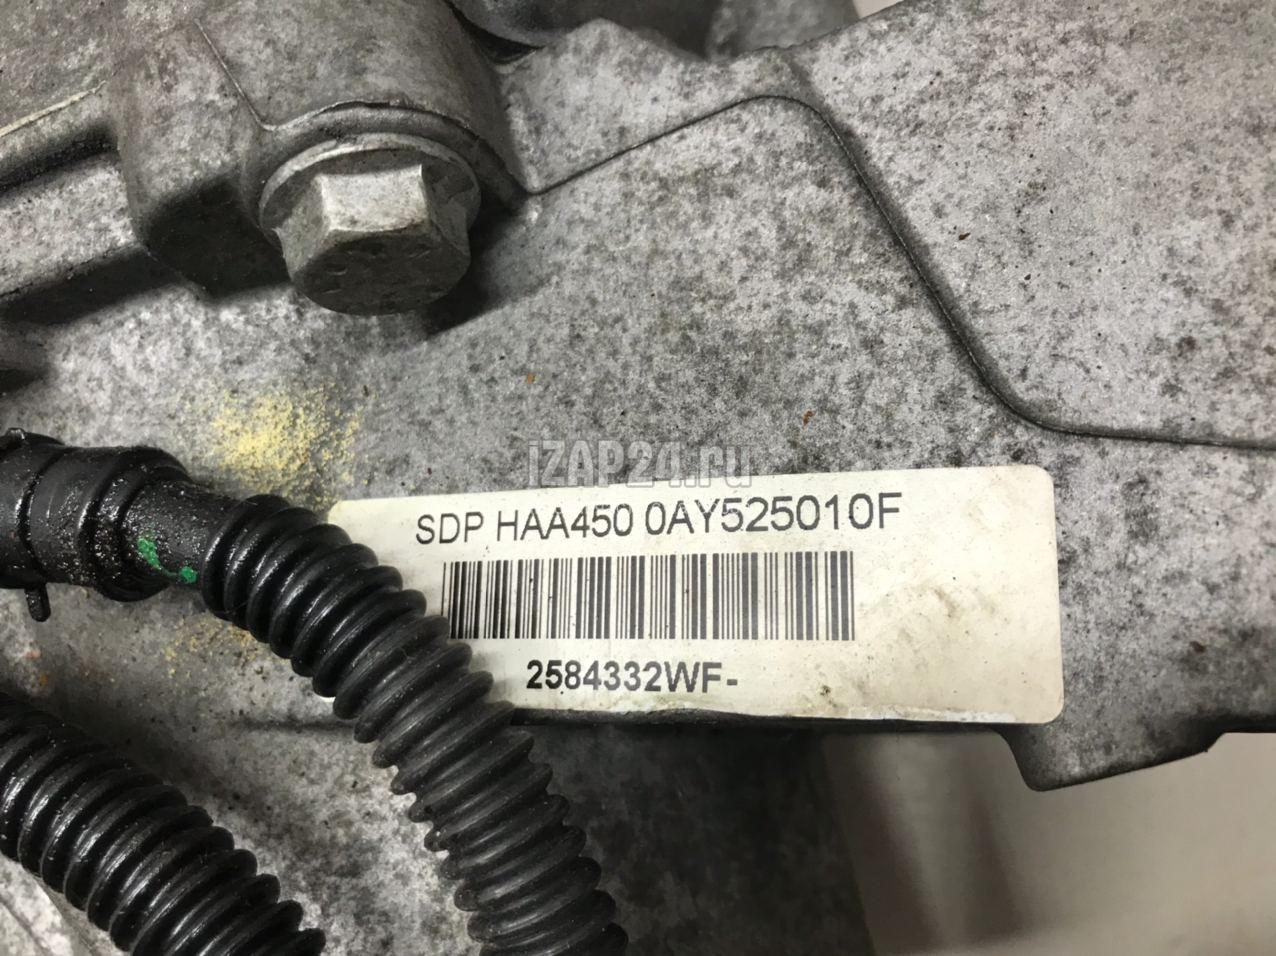 iZAP24.ru
SDP HAA450 0AY525010F
2584332WF-